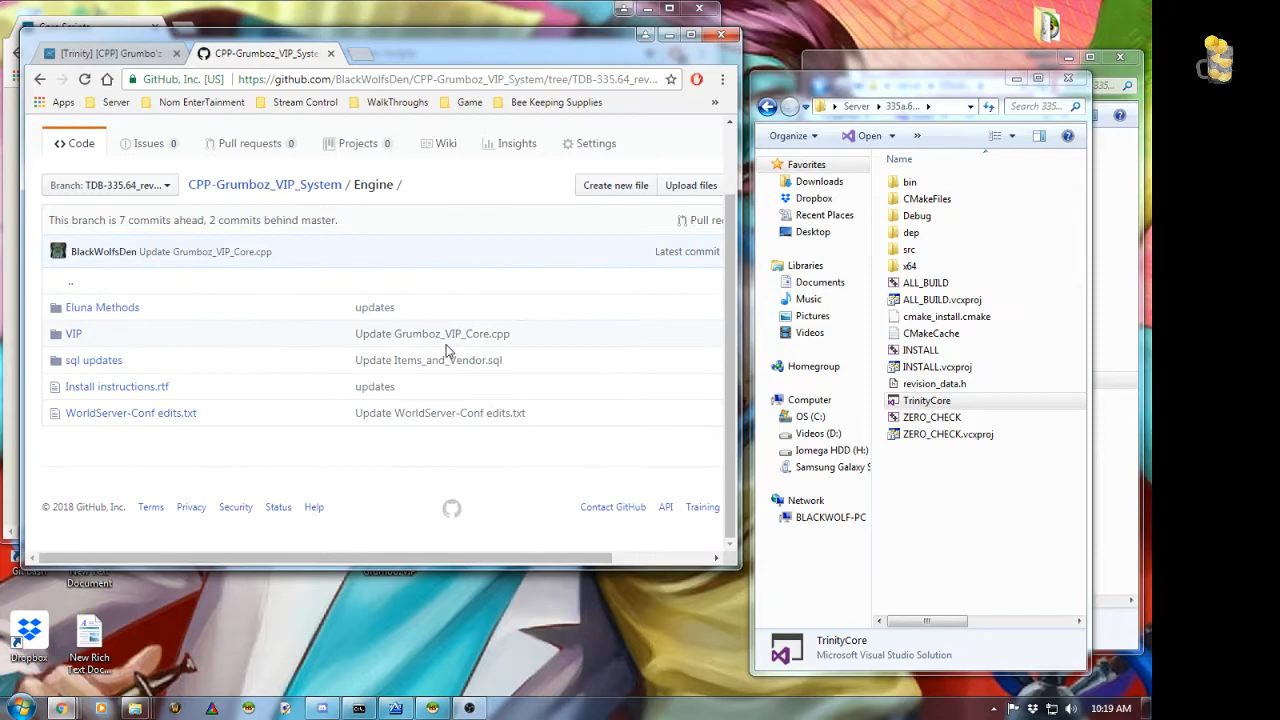 [Trinity] [CPP] Grumbo'z
CPP-Grumboz_VIP_Syste
GitHub, Inc. [US]
https://github.com/BlackWolfsDen/CPP-Grumboz_VIP_System/tree/TDB-335.64_rev...
Apps
Server
Nom EnterTainment
Stream Control
WalkThroughs
Game
Bee Keeping Supplies
»
Code
Issues 0
Pull requests 0
Projects 0
Wiki
Insights
Settings
Branch: TDB-335.64_rev...
CPP-Grumboz_VIP_System / Engine /
Create new file
Upload files
This branch is 7 commits ahead, 2 commits behind master.
Pull rec
BlackWolfsDen Update Grumboz_VIP_Core.cpp
Latest commit
..
Eluna Methods
updates
VIP
Update Grumboz_VIP_Core.cpp
sql updates
Update Items_and_Vendor.sql
Install instructions.rtf
updates
WorldServer-Conf edits.txt
Update WorldServer-Conf edits.txt
© 2018 GitHub, Inc.
Terms
Privacy
Security
Status
Help
Contact GitHub
API
Training
Document
Dropbox
New Rich
Text Doc...
Server
335a.6...
Search 335...
335...
Organize
Open
»
Favorites
Downloads
Dropbox
Recent Places
Desktop
Libraries
Documents
Music
Pictures
Videos
Homegroup
Computer
OS (C:)
Videos (D:)
Iomega HDD (H:)
Samsung Galaxy S
Network
BLACKWOLF-PC
Name
bin
CMakeFiles
Debug
dep
src
x64
ALL_BUILD
ALL_BUILD.vcxproj
cmake_install.cmake
CMakeCache
INSTALL
INSTALL.vcxproj
revision_data.h
TrinityCore
ZERO_CHECK
ZERO_CHECK.vcxproj
TrinityCore
Microsoft Visual Studio Solution
10:19 AM